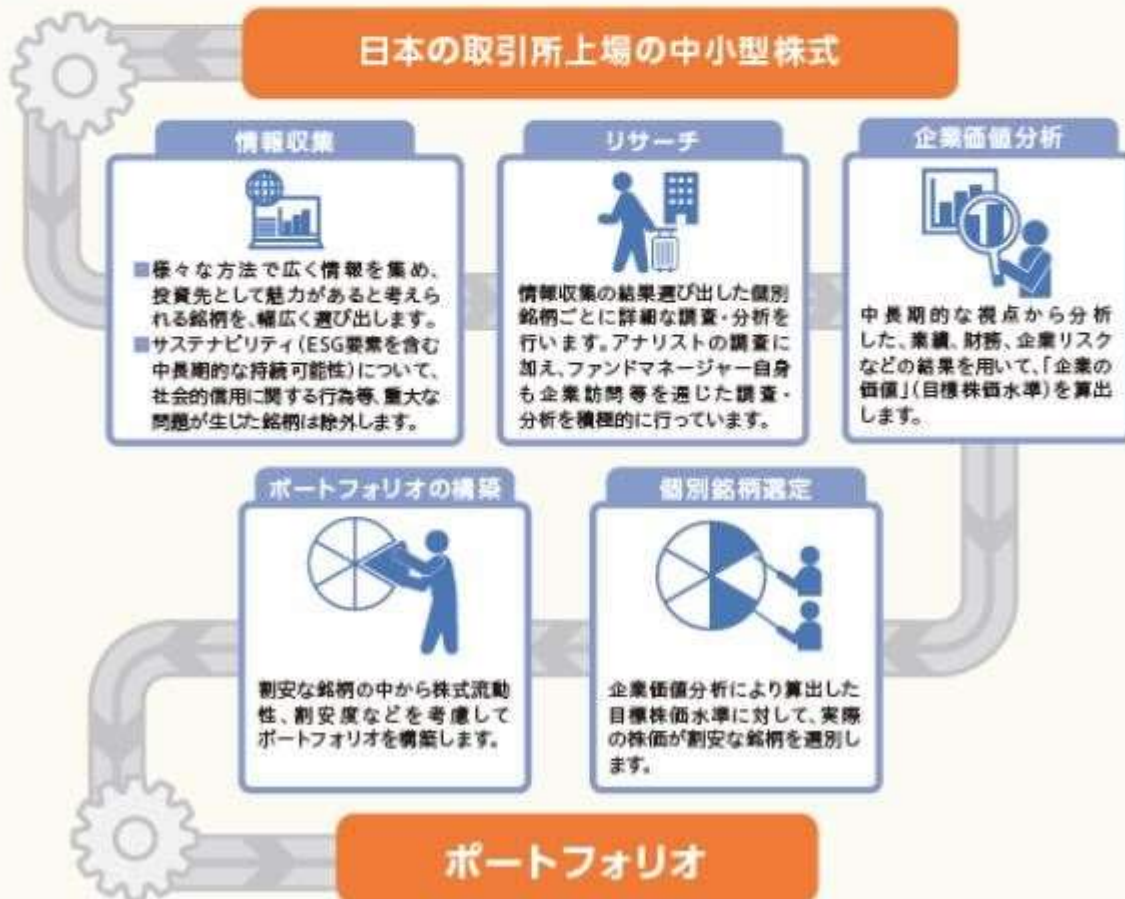 日本の取引所上場の中小型株式
情報収集
■様々な方法で広く情報を集め、
投資先として魅力があると考えら
れる銘柄を、幅広く選び出します。
■サステナビリティ(ESG要素を含む
中長期的な持続可能性)について、
社会的信用に関する行為等、重大な
問題が生じた銘柄は除外します。
リサーチ
情報収集の結果選び出した個別
銘柄ごとに詳細な調査・分析を
行います。アナリストの調査に
加え、ファンドマネージャー自身
も企業訪問等を通じた調査・
分析を積極的に行っています。
企業価値分析
中長期的な視点から分析
した、業績、財務、企業リスク
などの結果を用いて、「企業の
価値」(目標株価水準)を算出
します。
個別銘柄選定
企業価値分析により算出した
目標株価水準に対して、実際
の株価が割安な銘柄を選別し
ます。
ポートフォリオの構築
割安な銘柄の中から株式流動
性、割安度などを考慮して
ポートフォリオを構築します。
ポートフォリオ